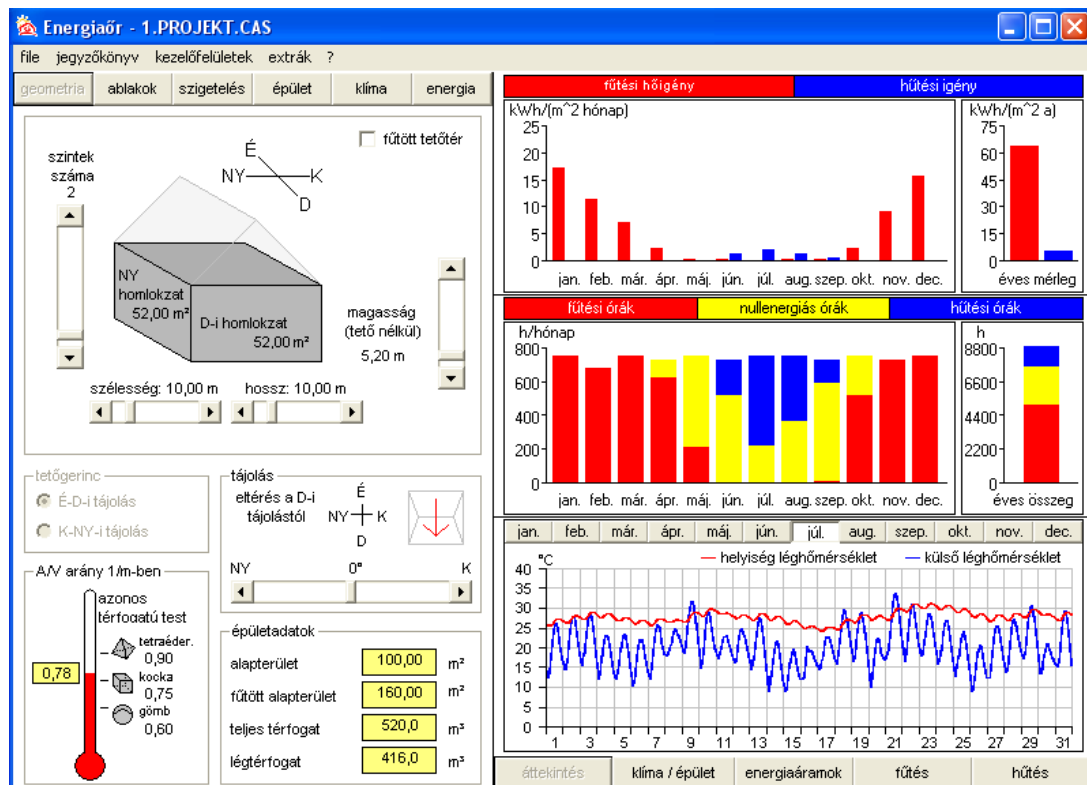 Energiaőr - 1.PROJEKT.CAS
file jegyzőkönyv kezelőfelületek extrák ?
geometria ablakok szigetelés épület klíma energia
fűtött tetőtér
szintek
száma
2
É
NY K
D
NY
homlokzat
52,00 m²
D-i homlokzat
52,00 m²
magasság
(tető nélkül)
5,20 m
szélesség: 10,00 m hossz: 10,00 m
tetőgerinc
É-D-i tájolás
K-NY-i tájolás
tájolás
eltérés a D-i
tájolástól
É
NY K
D
NY 0° K
A/V arány 1/m-ben
azonos
térfogatú test
tetraéder.
0,90
kocka
0,75
gömb
0,60
0,78
épületadatok
alapterület 100,00 m²
fűtött alapterület 160,00 m²
teljes térfogat 520,0 m³
légtérfogat 416,0 m³
fűtési hőigény hűtési igény
kWh/(m^2 hónap)
25
20
15
10
5
0
jan. feb. már. ápr. máj. jún. júl. aug. szep. okt. nov. dec.
kWh/(m^2 a)
75
60
45
30
15
0
éves mérleg
fűtési órák nullenergiás órák hűtési órák
h/hónap
800
600
400
200
0
jan. feb. már. ápr. máj. jún. júl. aug. szep. okt. nov. dec.
h
8800
6600
4400
2200
0
éves összeg
jan. feb. már. ápr. máj. jún. júl. aug. szep. okt. nov. dec.
°C
helyiség léghőmérséklet külső léghőmérséklet
40
35
30
25
20
15
10
5
0
1 3 5 7 9 11 13 15 17 19 21 23 25 27 29 31
áttekintés klíma / épület energiaáramok fűtés hűtés